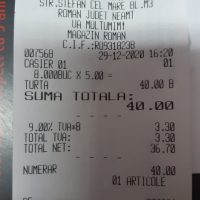 STR.STEFAN CEL MARE BL.M3
ROMAN JUDET NEAMT
VA MULTUMIM!
MAGAZIN ROMAN
C.I.F.:RO9318238
007568 29-12-2020 16:20
CASIER 01 01
8.000BUC X 5.00 =
TURTA 40.00 B
SUMA TOTALA:
40.00
9.00% TVA*B 3.30
TOTAL TVA: 3.30
TOTAL NET: 36.70
NUMERAR 40.00
01 ARTICOLE